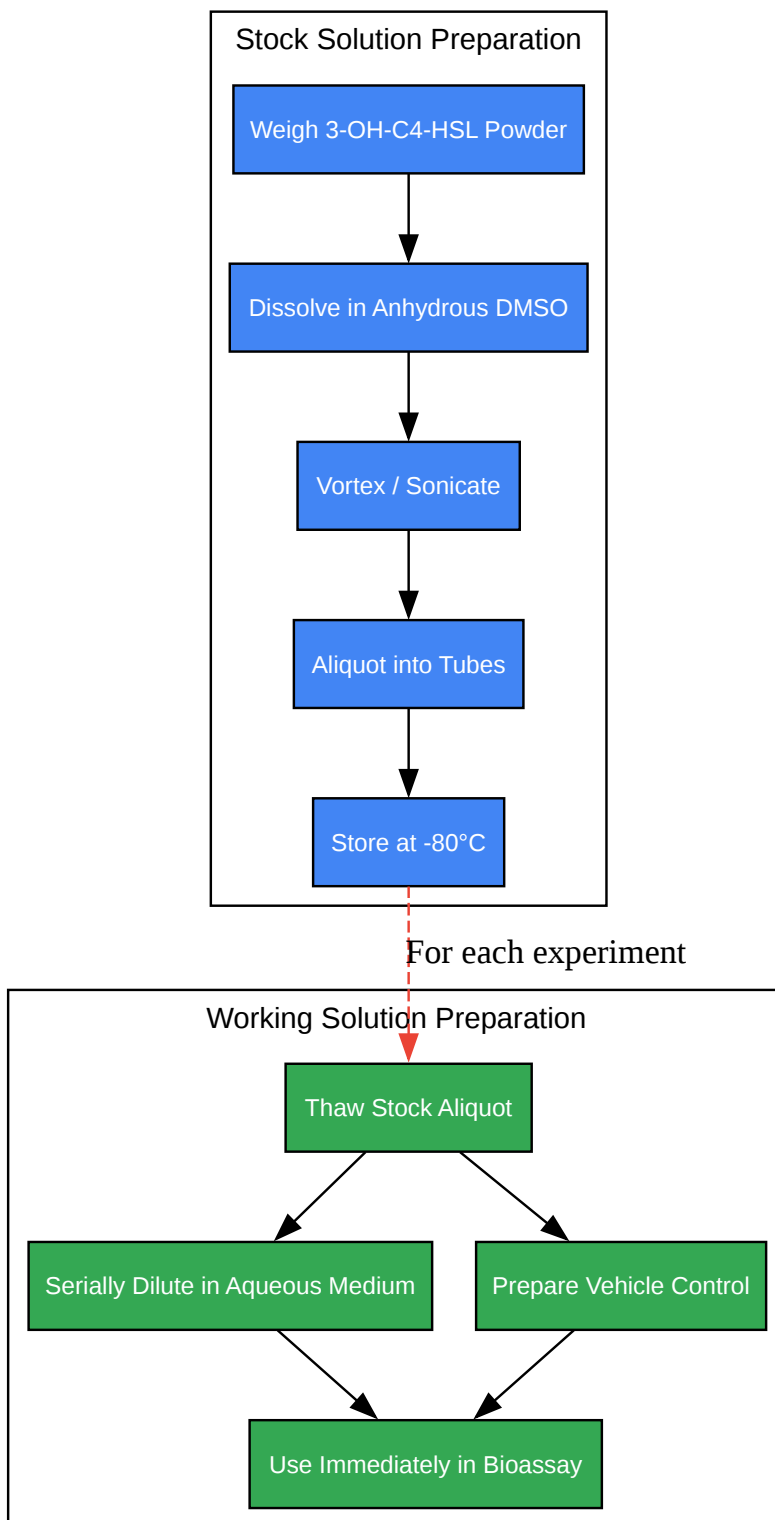 Stock Solution Preparation
Weigh 3-OH-C4-HSL Powder
Dissolve in Anhydrous DMSO
Vortex / Sonicate
Aliquot into Tubes
Store at -80°C
For each experiment
Working Solution Preparation
Thaw Stock Aliquot
Serially Dilute in Aqueous Medium
Prepare Vehicle Control
Use Immediately in Bioassay